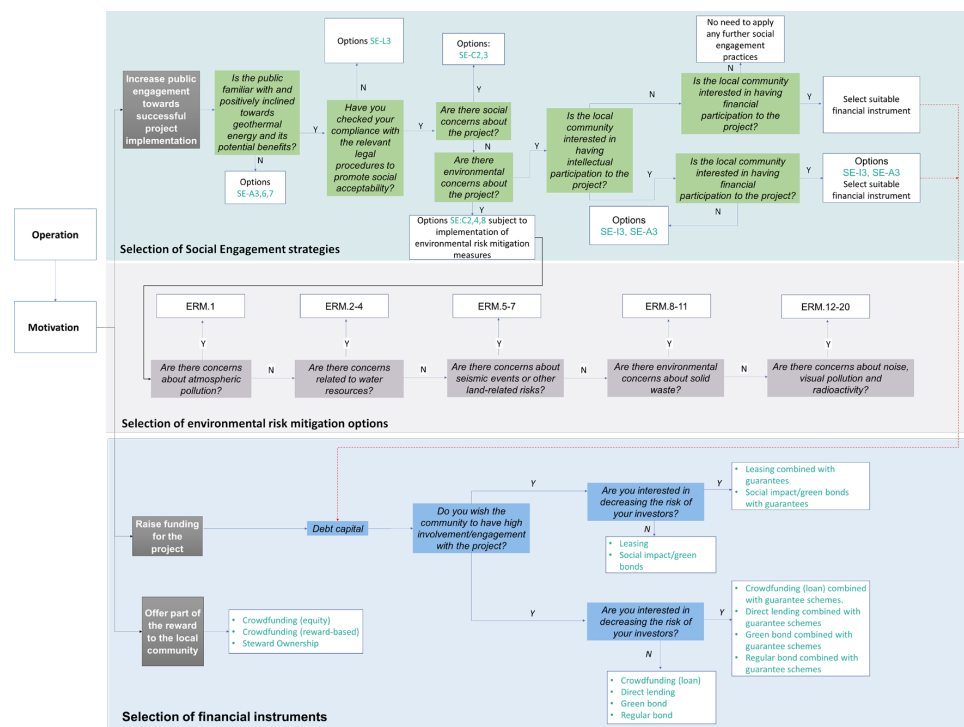 No need to apply
any further social
engagement
practices
Options SE-L3
Options:
SE-C2,3
Increase public
engagement
towards
successful
project
implementation
Is the public
familiar with and
positively inclined
towards
geothermal
energy and its
potential benefits?
N
Y
Options
SE-A3,6,7
N
Have you
checked your
compliance with
the relevant
legal
procedures to
promote social
acceptability?
Y
Y
Are there social
concerns about
the project?
N
Are there
environmental
concerns about
the project?
Y
Options SE:C2,4,8 subject to
implementation of
environmental risk mitigation
measures
Y
Is the local
community
interested in
having
intellectual
participation to the
project?
N
N
Is the local community
interested in having
financial
participation to the
project?
Y
Select suitable
financial instrument
Y
Is the local community
interested in having
financial
participation to the project?
Y
Options
SE-I3, SE-A3
Select suitable
financial instrument
N
Options
SE-I3, SE-A3
Selection of Social Engagement strategies
Operation
Motivation
ERM.1
ERM.2-4
ERM.5-7
ERM.8-11
ERM.12-20
Y
Y
Y
Y
Y
Are there concerns
about atmospheric
pollution?
N
Are there concerns
related to water
resources?
N
Are there concerns about
seismic events or other
land-related risks?
N
Are there environmental
concerns about solid
waste?
N
Are there concerns about noise,
visual pollution and
radioactivity?
Selection of environmental risk mitigation options
Raise funding
for the
project
Debt capital
Do you wish the
community to have high
involvement/engagement
with the project?
Y
Are you interested in
decreasing the risk of
your investors?
Y
• Leasing combined with
guarantees
• Social impact/green bonds
with guarantees
N
• Leasing
• Social impact/green
bonds
Offer part of
the reward
to the local
community
• Crowdfunding (equity)
• Crowdfunding (reward-based)
• Steward Ownership
Y
Are you interested in
decreasing the risk of
your investors?
Y
• Crowdfunding (loan) combined
with guarantee schemes.
• Direct lending combined with
guarantee schemes
• Green bond combined with
guarantee schemes
• Regular bond combined with
guarantee schemes
N
• Crowdfunding (loan)
• Direct lending
• Green bond
• Regular bond
Selection of financial instruments